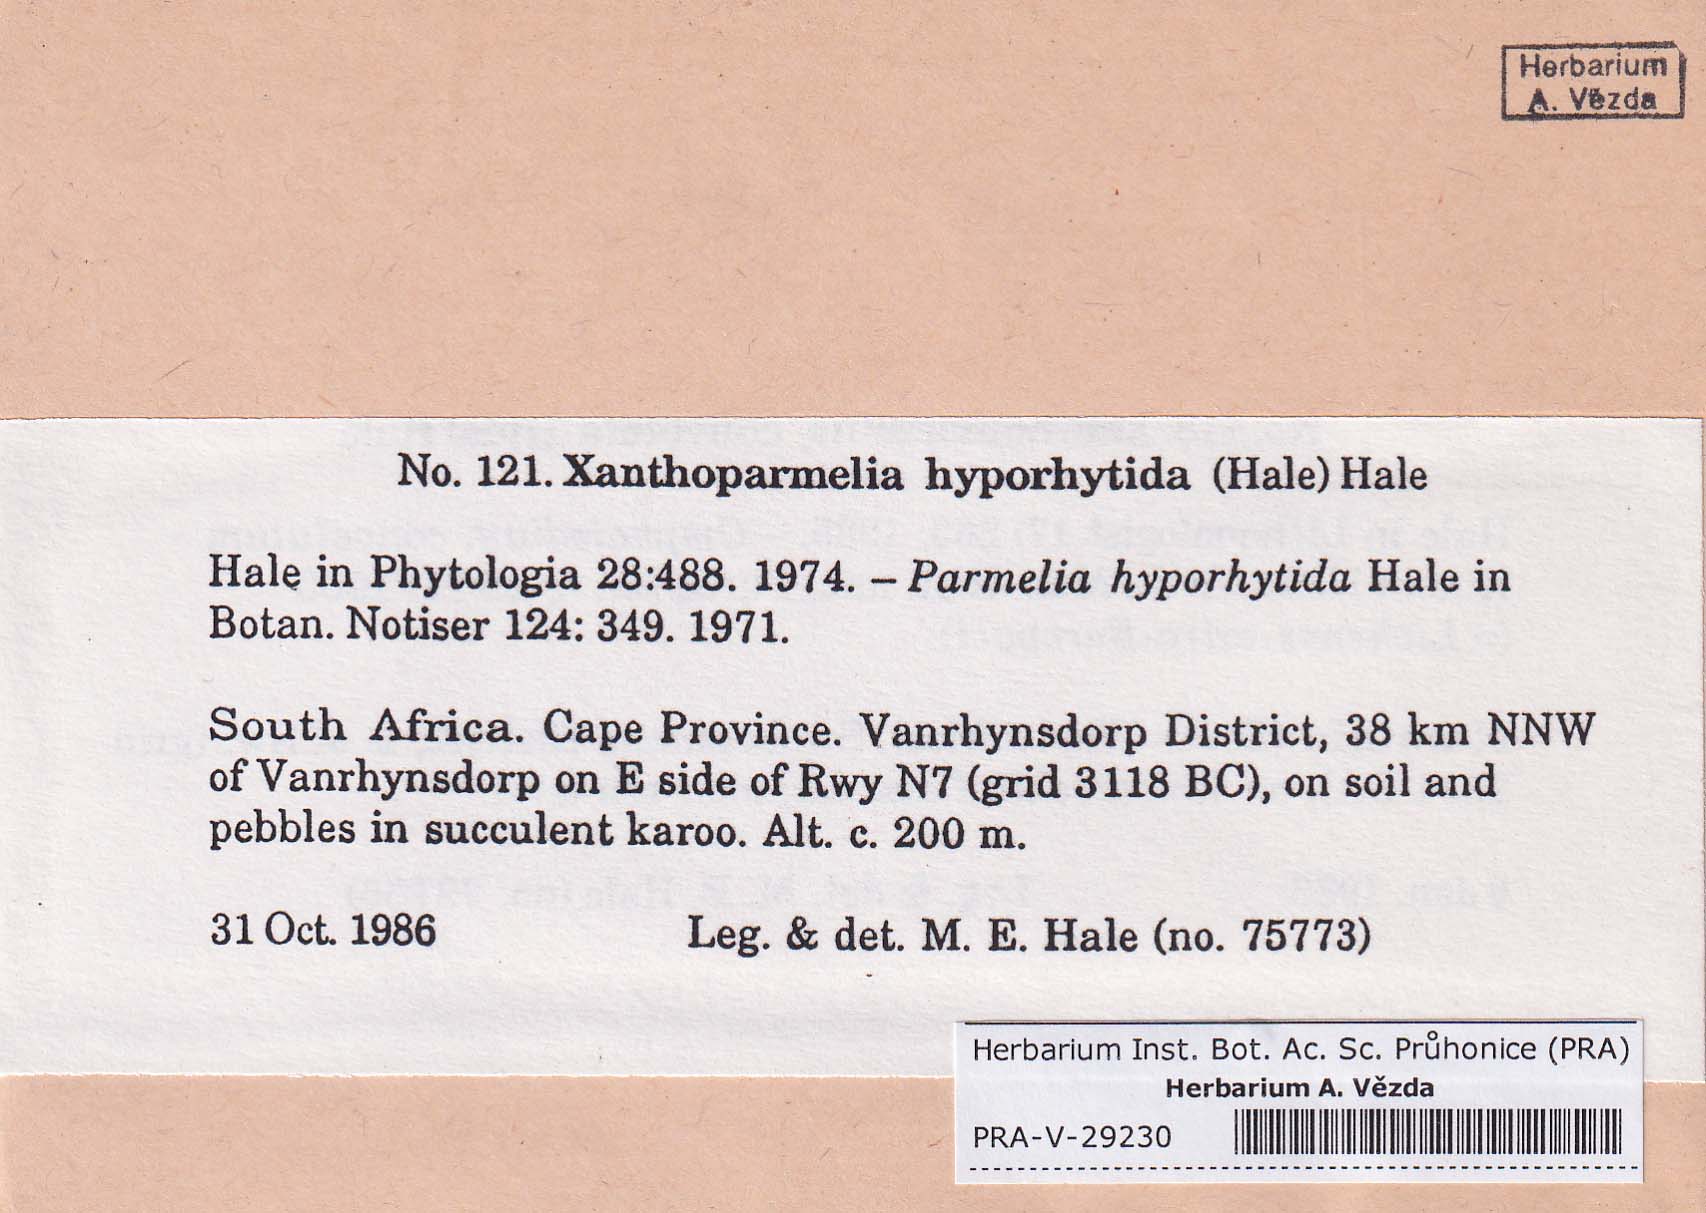 Herbarium
A. Vězda
No. 121. Xanthoparmelia hyporhytida (Hale) Hale
Hale in Phytologia 28:488. 1974. – Parmelia hyporhytida Hale in
Botan. Notiser 124: 349. 1971.
South Africa. Cape Province. Vanrhynsdorp District, 38 km NNW
of Vanrhynsdorp on E side of Rwy N7 (grid 3118 BC), on soil and
pebbles in succulent karoo. Alt. c. 200 m.
31 Oct. 1986 Leg. & det. M. E. Hale (no. 75773)
Herbarium Inst. Bot. Ac. Sc. Průhonice (PRA)
Herbarium A. Vězda
PRA-V-29230